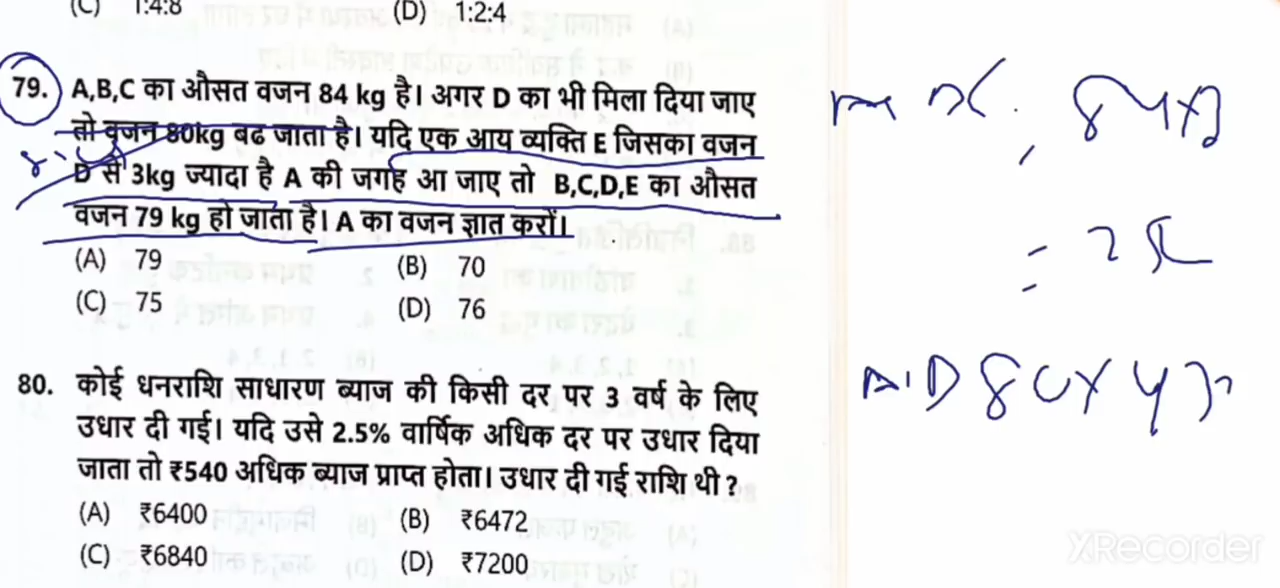 (C) 1:4:8 (D) 1:2:4
79. A,B,C का औसत वजन 84 kg है। अगर D का भी मिला दिया जाए
तो वजन 80kg बढ जाता है। यदि एक आय व्यक्ति E जिसका वजन
D से 3kg ज्यादा है A की जगह आ जाए तो B,C,D,E का औसत
वजन 79 kg हो जाता है। A का वजन ज्ञात करों।
(A) 79 (B) 70
(C) 75 (D) 76
80. कोई धनराशि साधारण ब्याज की किसी दर पर 3 वर्ष के लिए
उधार दी गई। यदि उसे 2.5% वार्षिक अधिक दर पर उधार दिया
जाता तो ₹540 अधिक ब्याज प्राप्त होता। उधार दी गई राशि थी ?
(A) ₹6400 (B) ₹6472
(C) ₹6840 (D) ₹7200
84x3
XRecorder